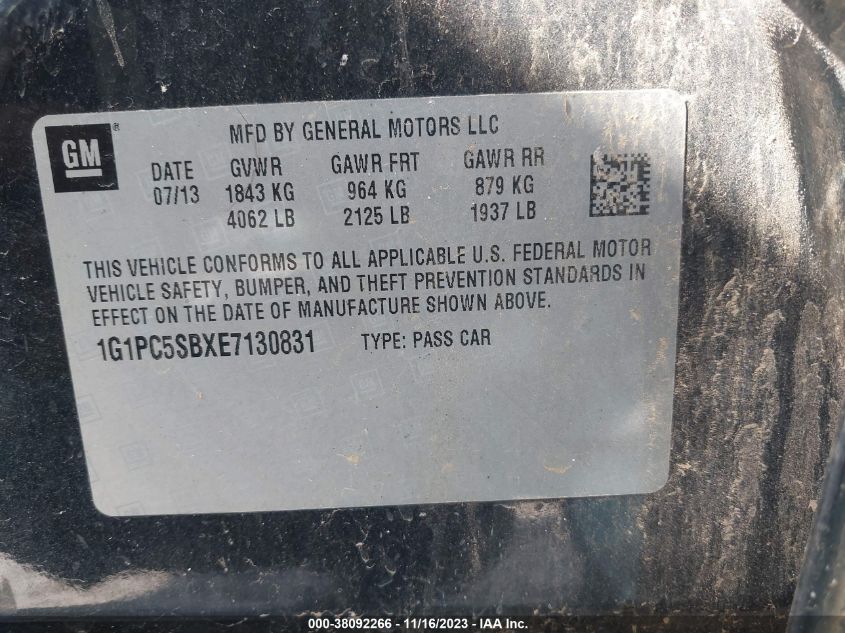 GM®
MFD BY GENERAL MOTORS LLC
DATE GVWR GAWR FRT GAWR RR
07/13 1843 KG 964 KG 879 KG
4062 LB 2125 LB 1937 LB
THIS VEHICLE CONFORMS TO ALL APPLICABLE U.S. FEDERAL MOTOR
VEHICLE SAFETY, BUMPER, AND THEFT PREVENTION STANDARDS IN
EFFECT ON THE DATE OF MANUFACTURE SHOWN ABOVE.
1G1PC5SBXE7130831 TYPE: PASS CAR
000-38092266 - 11/16/2023 - IAA Inc.